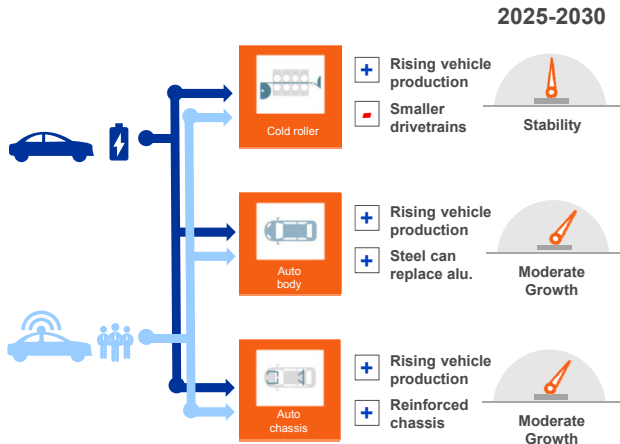 2025-2030
Cold roller
+ Rising vehicle
production
- Smaller
drivetrains
Stability
Auto
body
+ Rising vehicle
production
+ Steel can
replace alu.
Moderate
Growth
Auto
chassis
+ Rising vehicle
production
+ Reinforced
chassis
Moderate
Growth